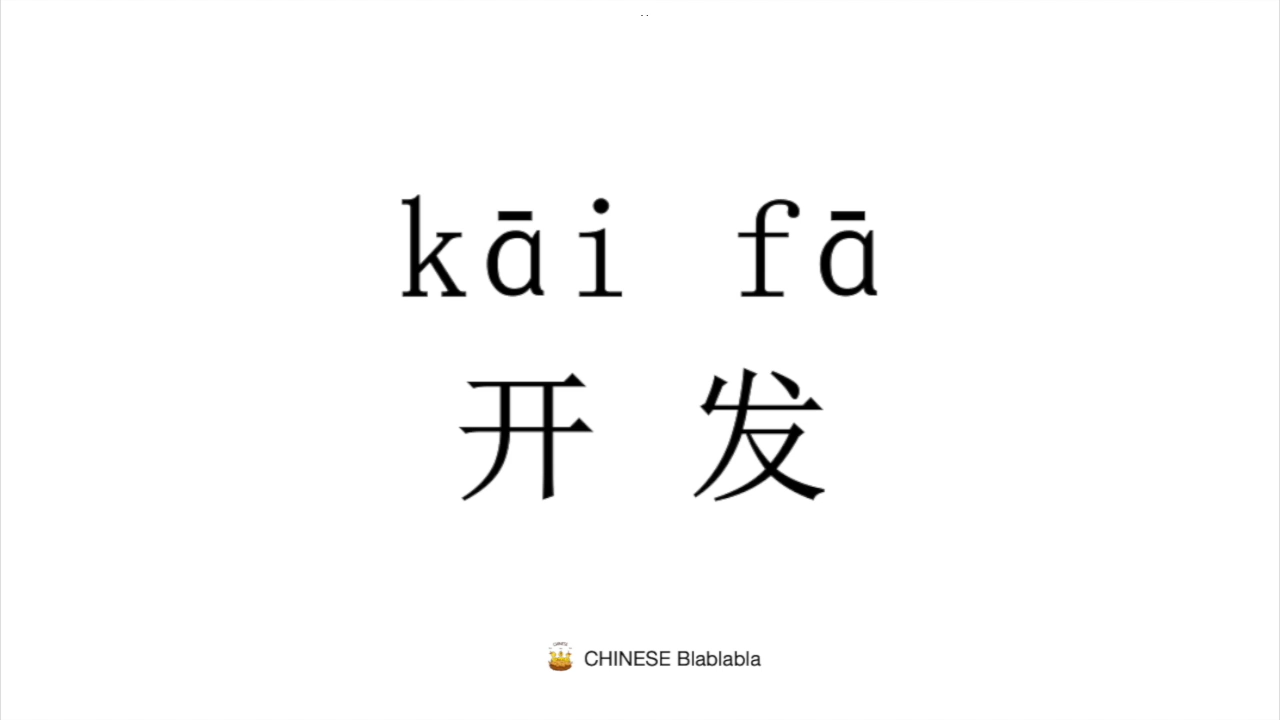 kāi fā
开 发
CHINESE Blablabla